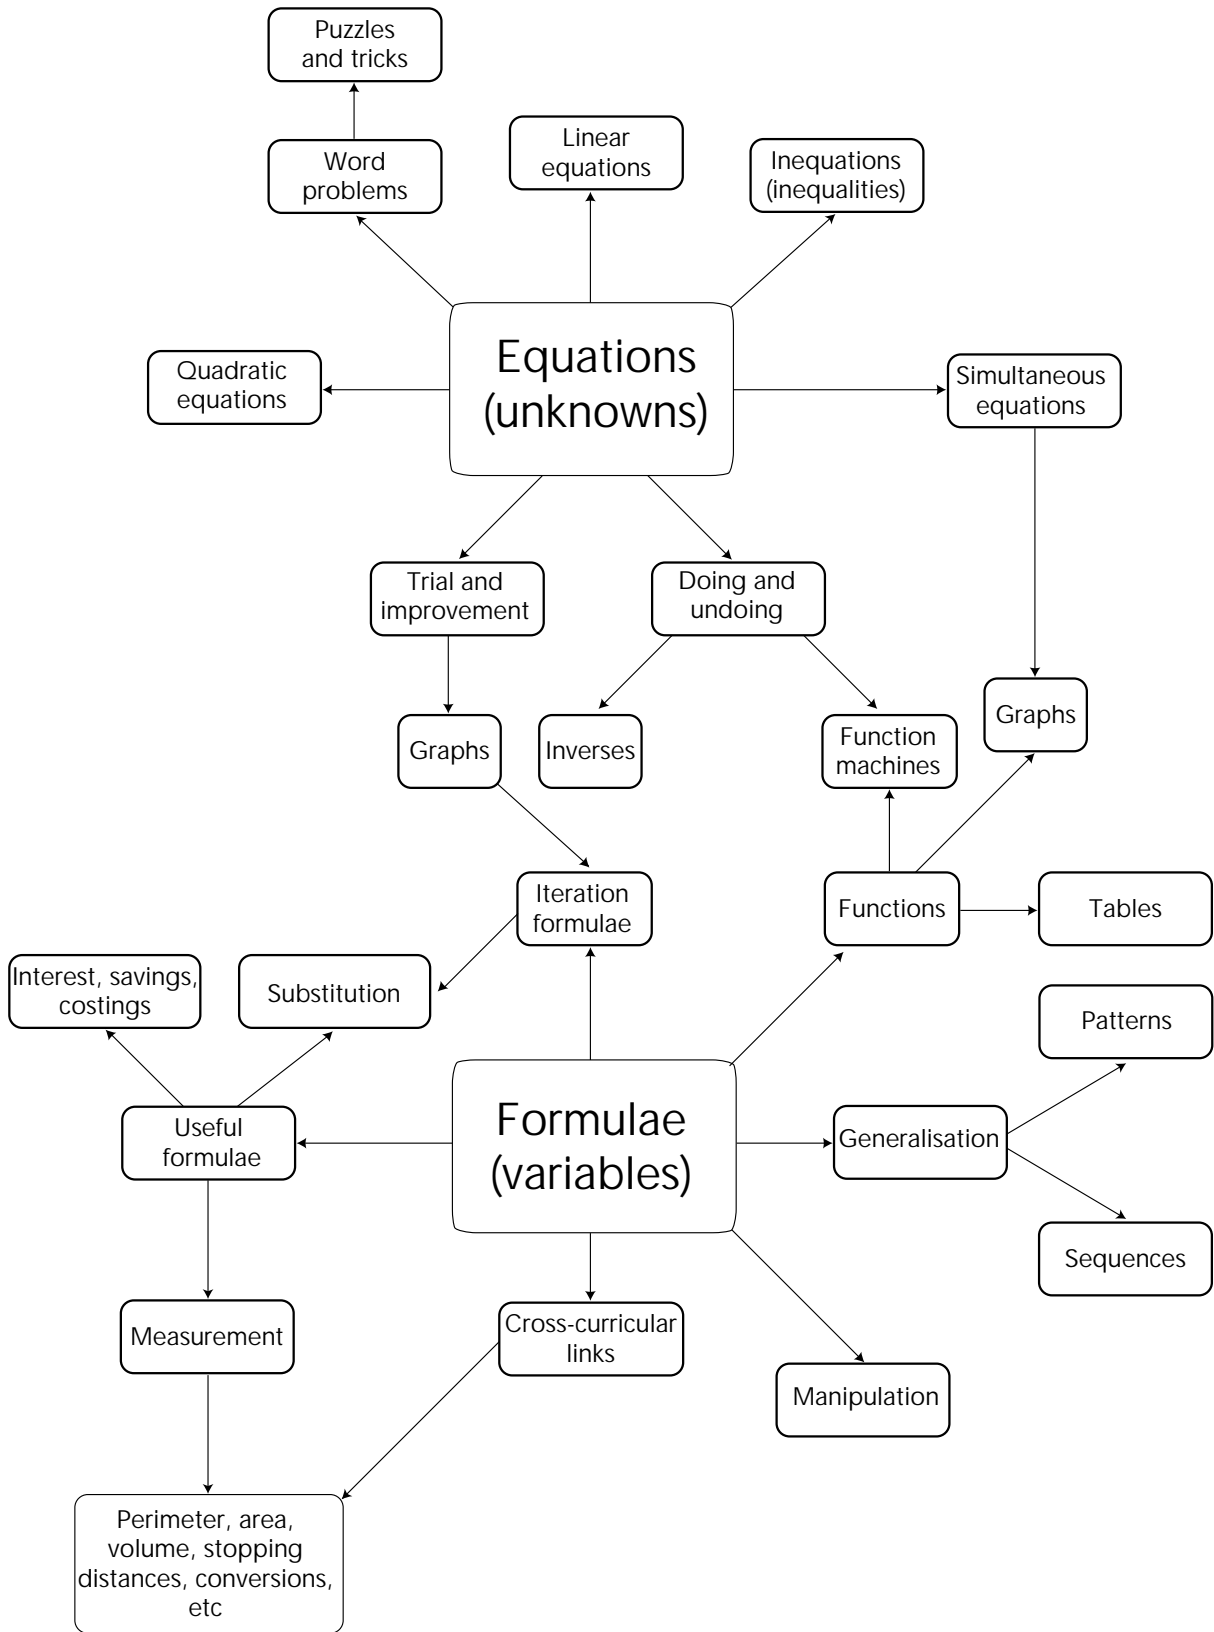 Puzzles
and tricks
Word
problems
Linear
equations
Inequations
(inequalities)
Equations
(unknowns)
Quadratic
equations
Simultaneous
equations
Trial and
improvement
Doing and
undoing
Graphs
Inverses
Function
machines
Graphs
Iteration
formulae
Functions
Tables
Interest, savings,
costings
Substitution
Patterns
Useful
formulae
Formulae
(variables)
Generalisation
Sequences
Measurement
Cross-curricular
links
Manipulation
Perimeter, area,
volume, stopping
distances, conversions,
etc